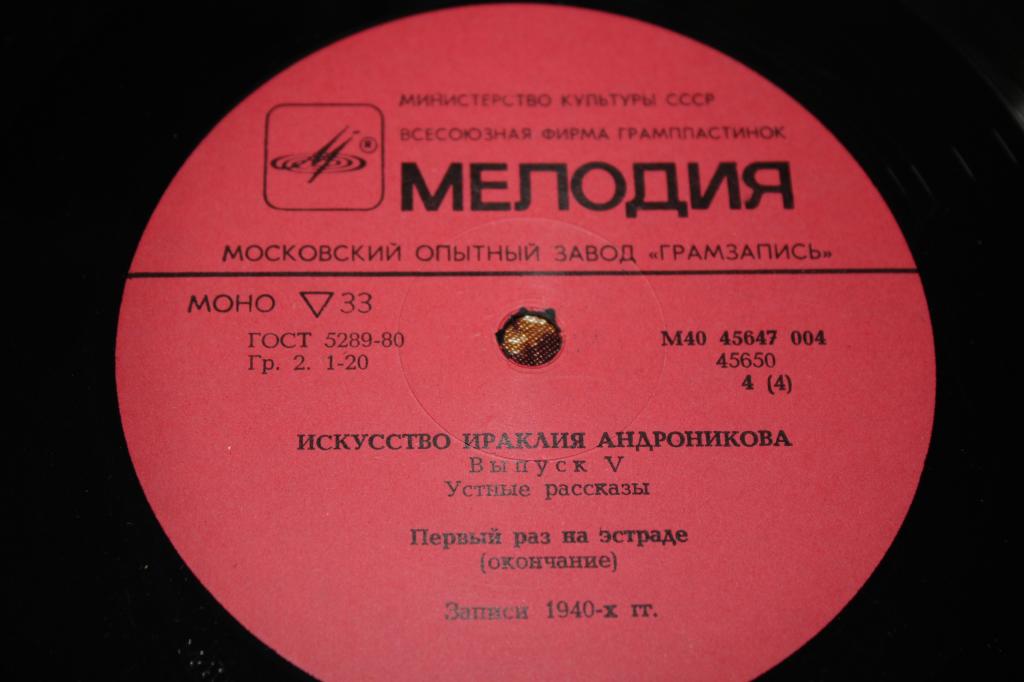 МИНИСТЕРСТВО КУЛЬТУРЫ СССР
ВСЕСОЮЗНАЯ ФИРМА ГРАМПЛАСТИНОК
®
МЕЛОДИЯ
МОСКОВСКИЙ ОПЫТНЫЙ ЗАВОД «ГРАМЗАПИСЬ»
МОНО ▽ 33
ГОСТ 5289-80
Гр. 2. 1-20
М40 45647 004
45650
4 (4)
ИСКУССТВО ИРАКЛИЯ АНДРОНИКОВА
Выпуск V
Устные рассказы
Первый раз на эстраде
(окончание)
Записи 1940-х гг.